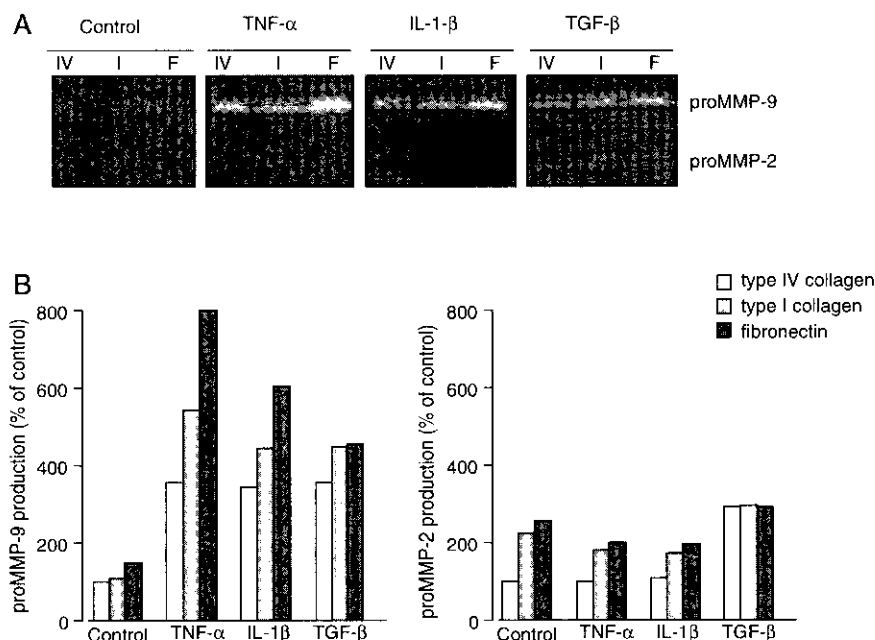 A
Control TNF-α IL-1-β TGF-β
IV I F IV I F IV I F IV I F
proMMP-9
proMMP-2
B
type IV collagen
type I collagen
fibronectin
proMMP-9 production (% of control)
800
600
400
200
0
Control TNF-α IL-1β TGF-β
proMMP-2 production (% of control)
800
600
400
200
0
Control TNF-α IL-1β TGF-β